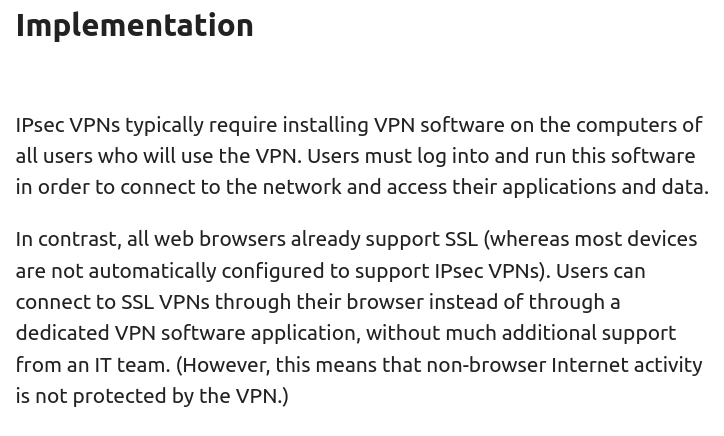 Implementation
IPsec VPNs typically require installing VPN software on the computers of
all users who will use the VPN. Users must log into and run this software
in order to connect to the network and access their applications and data.
In contrast, all web browsers already support SSL (whereas most devices
are not automatically configured to support IPsec VPNs). Users can
connect to SSL VPNs through their browser instead of through a
dedicated VPN software application, without much additional support
from an IT team. (However, this means that non-browser Internet activity
is not protected by the VPN.)